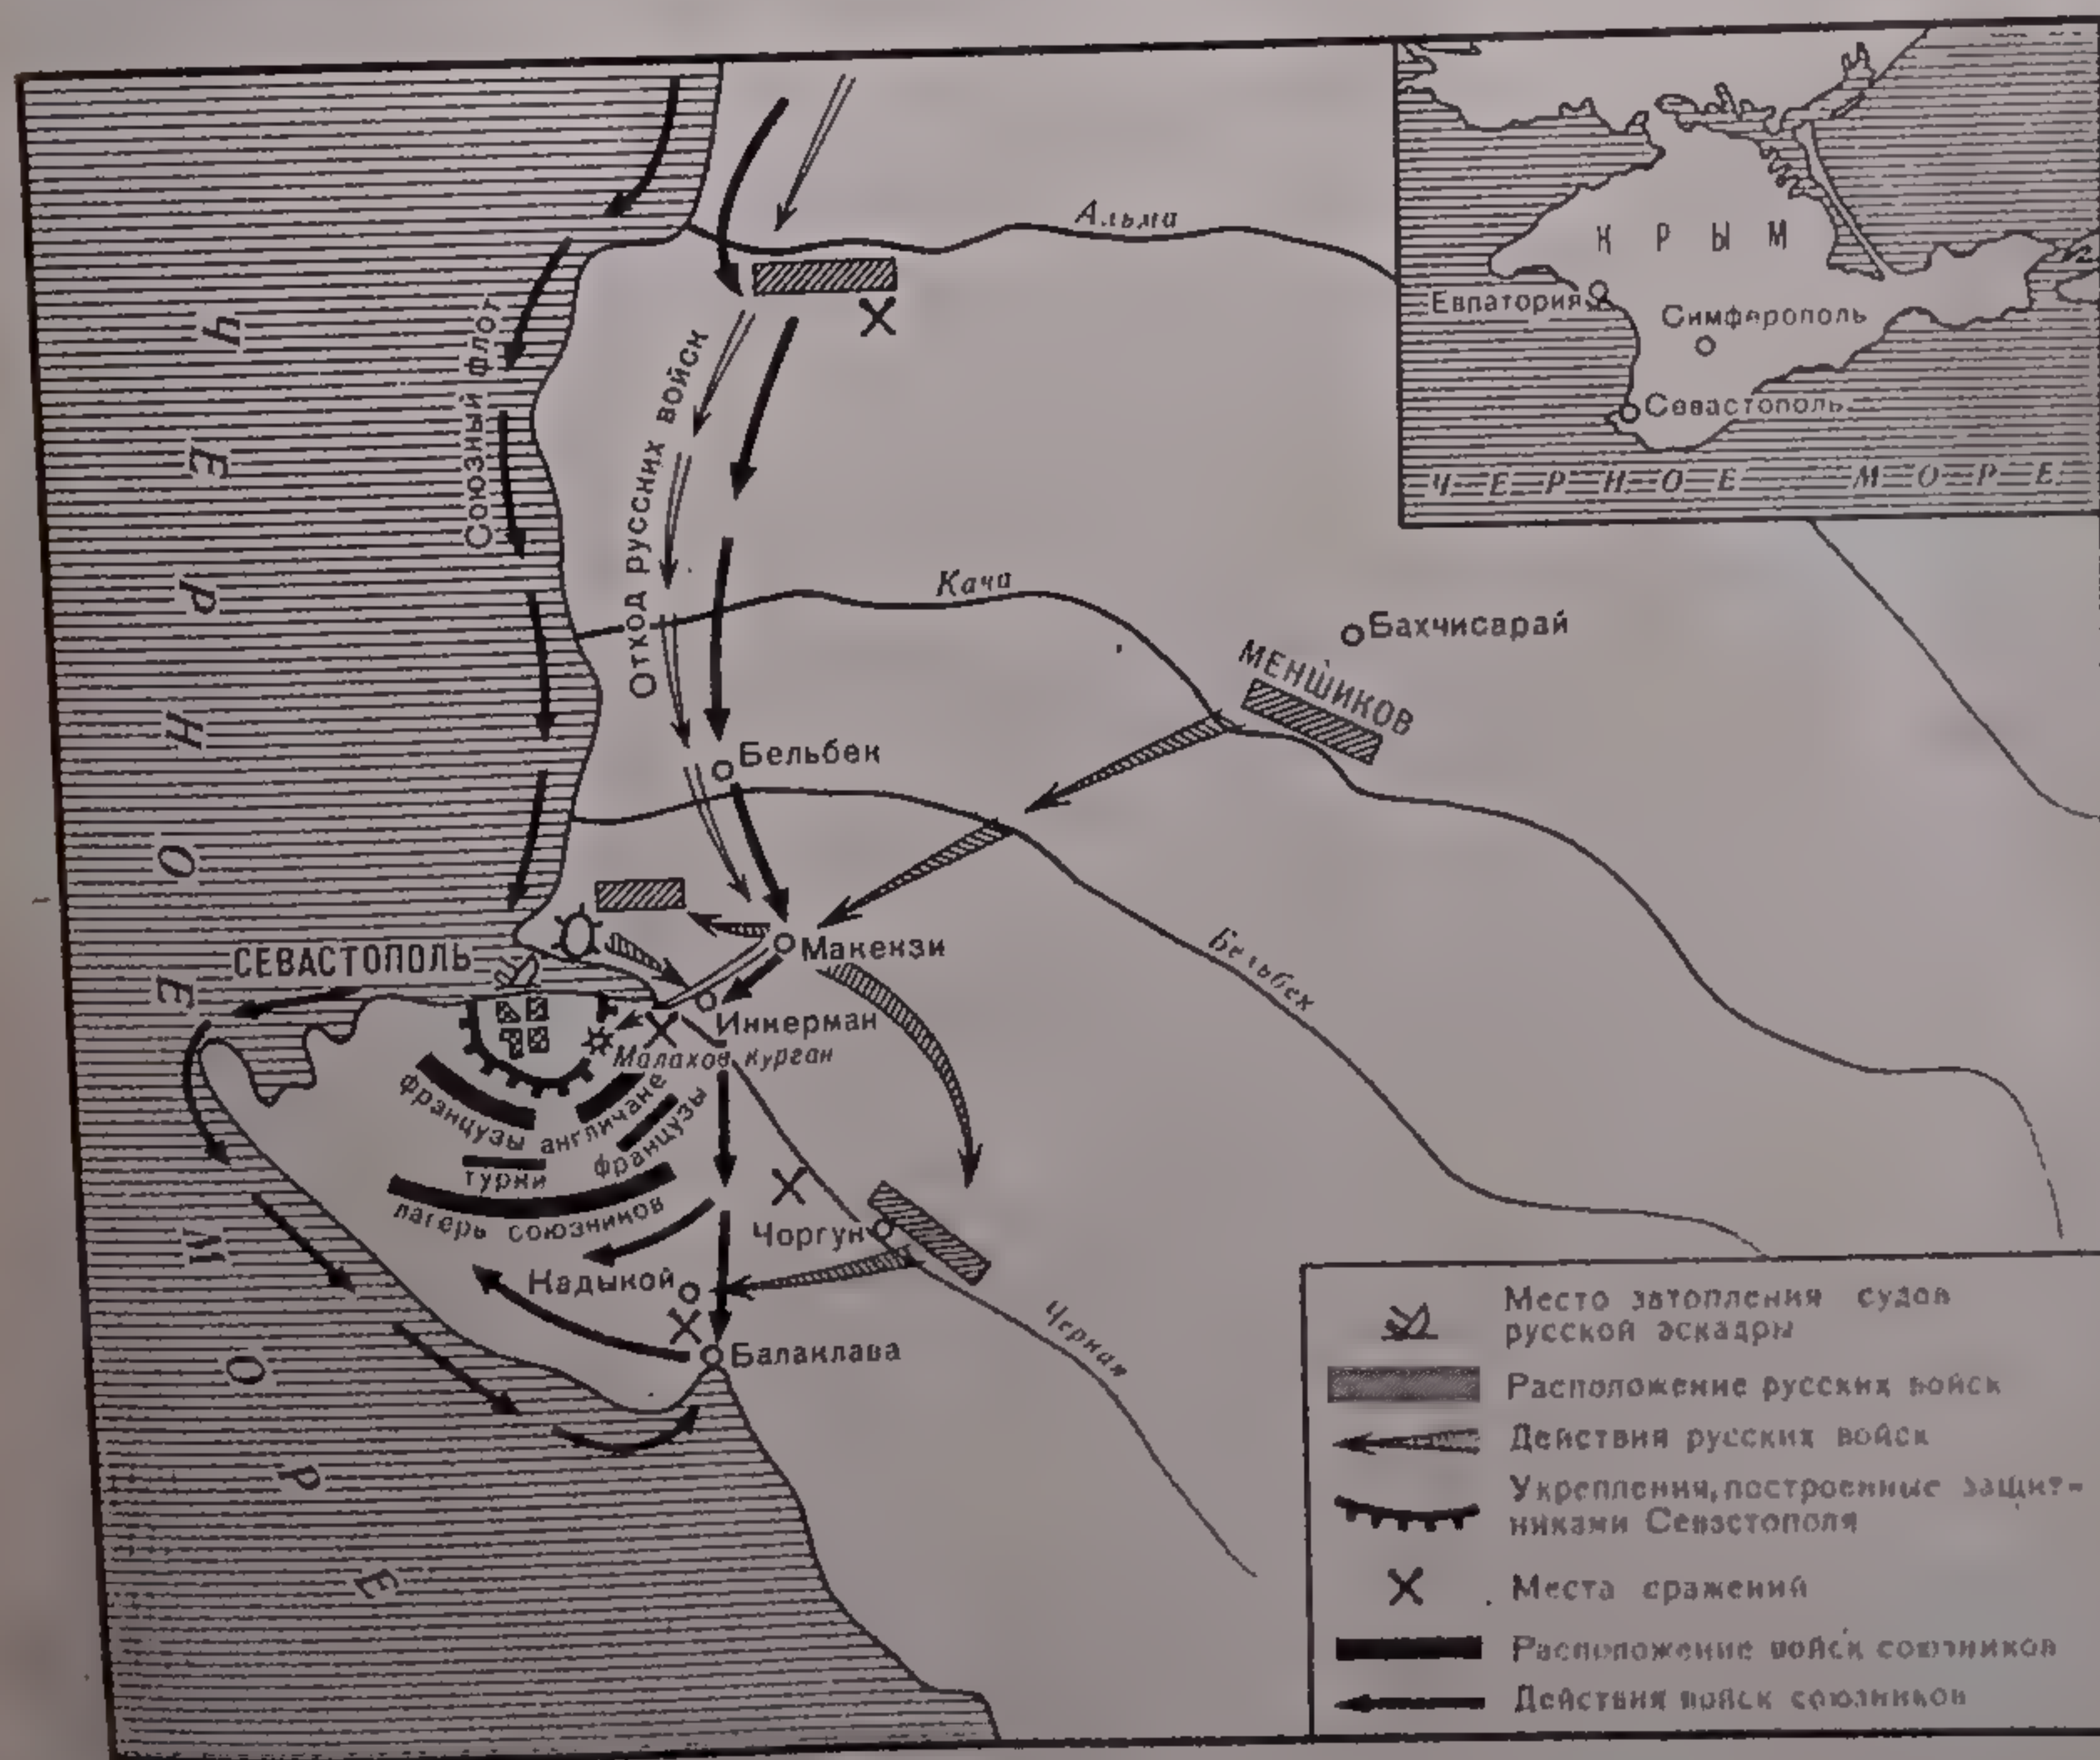 Альма
КРЫМ
Евпатория
Симферополь
Севастополь
ЧЕРНОЕ МОРЕ
ЧЕРНОЕ МОРЕ
Союзный флот
Отход русских войск
Кача
Бахчисарай
МЕНШИКОВ
Бельбек
Бельбек
СЕВАСТОПОЛЬ
Макензи
Инкерман
Малахов курган
французы
англичане
французы
турки
лагерь союзников
Чоргун
Кадыкой
Балаклава
Черная
Место затопления судов
русской эскадры
Расположение русских войск
Действия русских войск
Укрепления, построенные защит-
никами Севастополя
Места сражений
Расположение войск союзников
Действия войск союзников